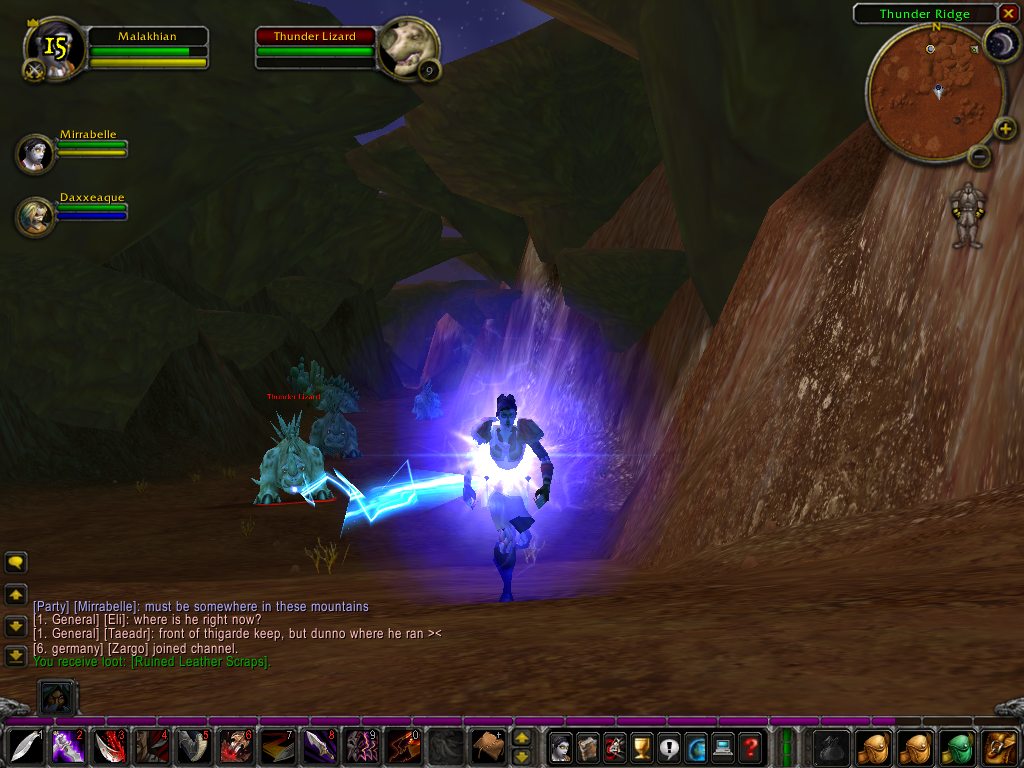 Thunder Ridge
N
15
Malakhian
Thunder Lizard
9
Mirrabelle
Daxxeaque
Thunder Lizard
[Party] [Mirrabelle]: must be somewhere in these mountains
[1. General] [Eli]: where is he right now?
[1. General] [Taeadr]: front of thigarde keep, but dunno where he ran ><
[6. germany] [Zargo] joined channel.
You receive loot: [Ruined Leather Scraps].
1 2 3 4 5 6 7 8 9 0 +